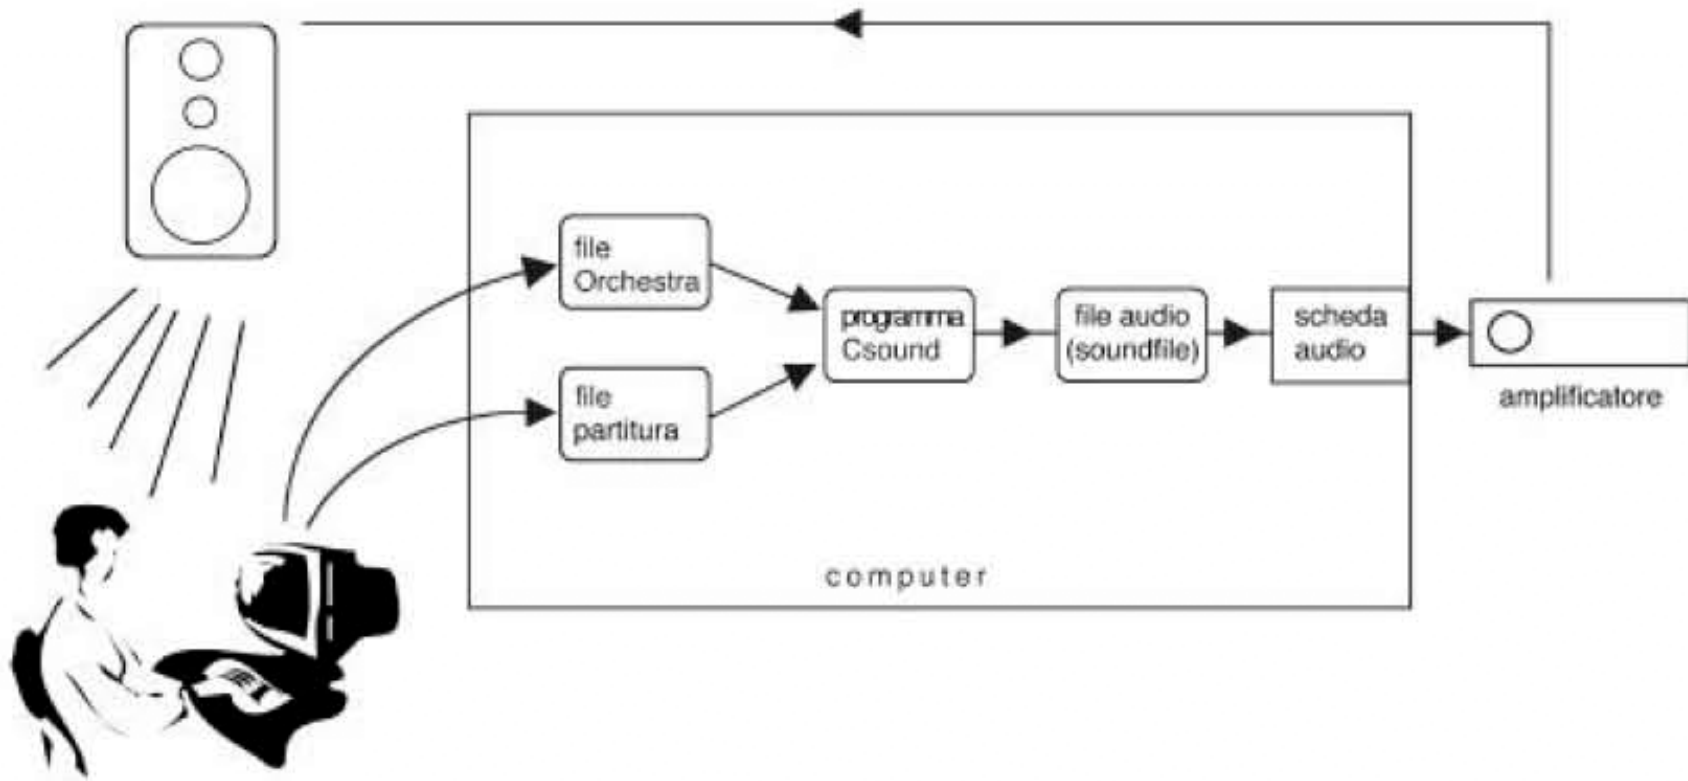 file
Orchestra
file
partitura
programma
Csound
file audio
(soundfile)
scheda
audio
amplificatore
computer